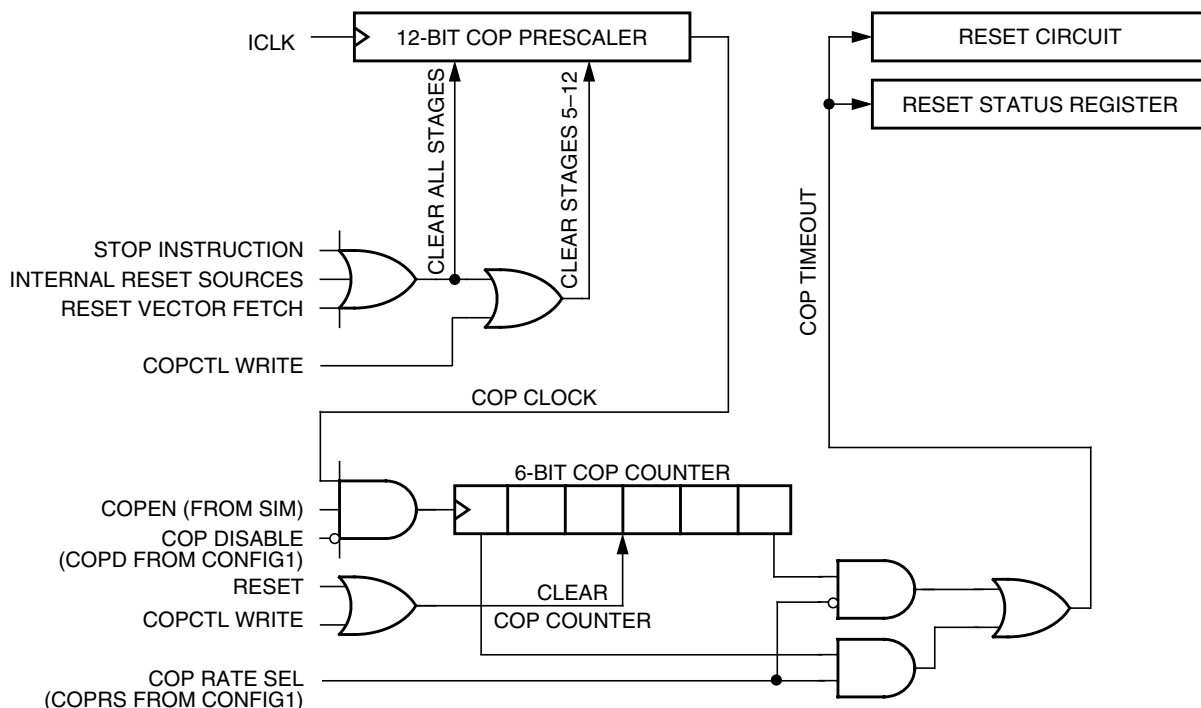 ICLK
12-BIT COP PRESCALER
RESET CIRCUIT
RESET STATUS REGISTER
CLEAR ALL STAGES
CLEAR STAGES 5–12
STOP INSTRUCTION
INTERNAL RESET SOURCES
RESET VECTOR FETCH
COPCTL WRITE
COP TIMEOUT
COP CLOCK
6-BIT COP COUNTER
COPEN (FROM SIM)
COP DISABLE
(COPD FROM CONFIG1)
RESET
COPCTL WRITE
CLEAR
COP COUNTER
COP RATE SEL
(COPRS FROM CONFIG1)